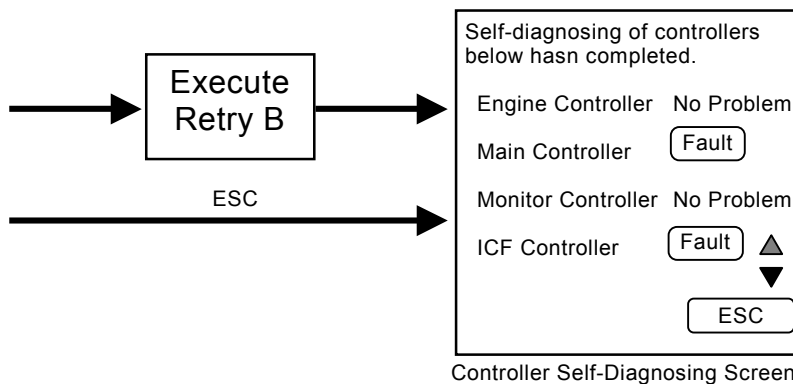 Execute
Retry B
ESC
Self-diagnosing of controllers
below hasn completed.
Engine Controller No Problem
Main Controller Fault
Monitor Controller No Problem
ICF Controller Fault
ESC
Controller Self-Diagnosing Screen